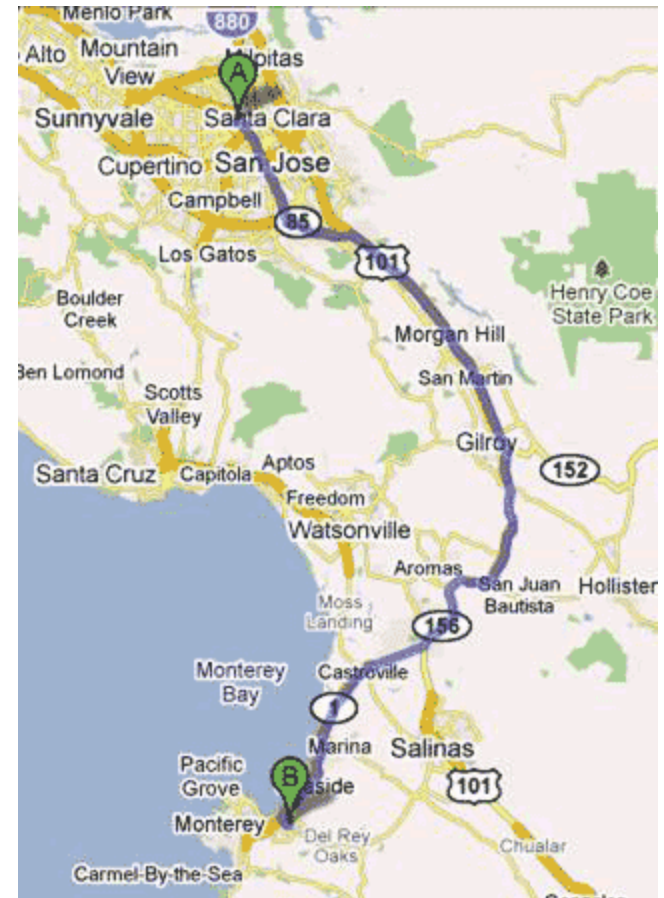 Menlo Park
880
Alto
Mountain
View
A
Santa Clara
Sunnyvale
Cupertino
San Jose
Campbell
85
Los Gatos
101
Henry Coe
State Park
Boulder
Creek
Morgan Hill
Ben Lomond
San Martin
Scotts
Valley
Gilroy
152
Santa Cruz
Capitola
Aptos
Freedom
Watsonville
Aromas
San Juan
Bautista
Hollister
Moss
Landing
156
Monterey
Bay
Castroville
1
Marina
Salinas
Pacific
Grove
B
aside
101
Monterey
Del Rey
Oaks
Chualar
Carmel-By-the-Sea